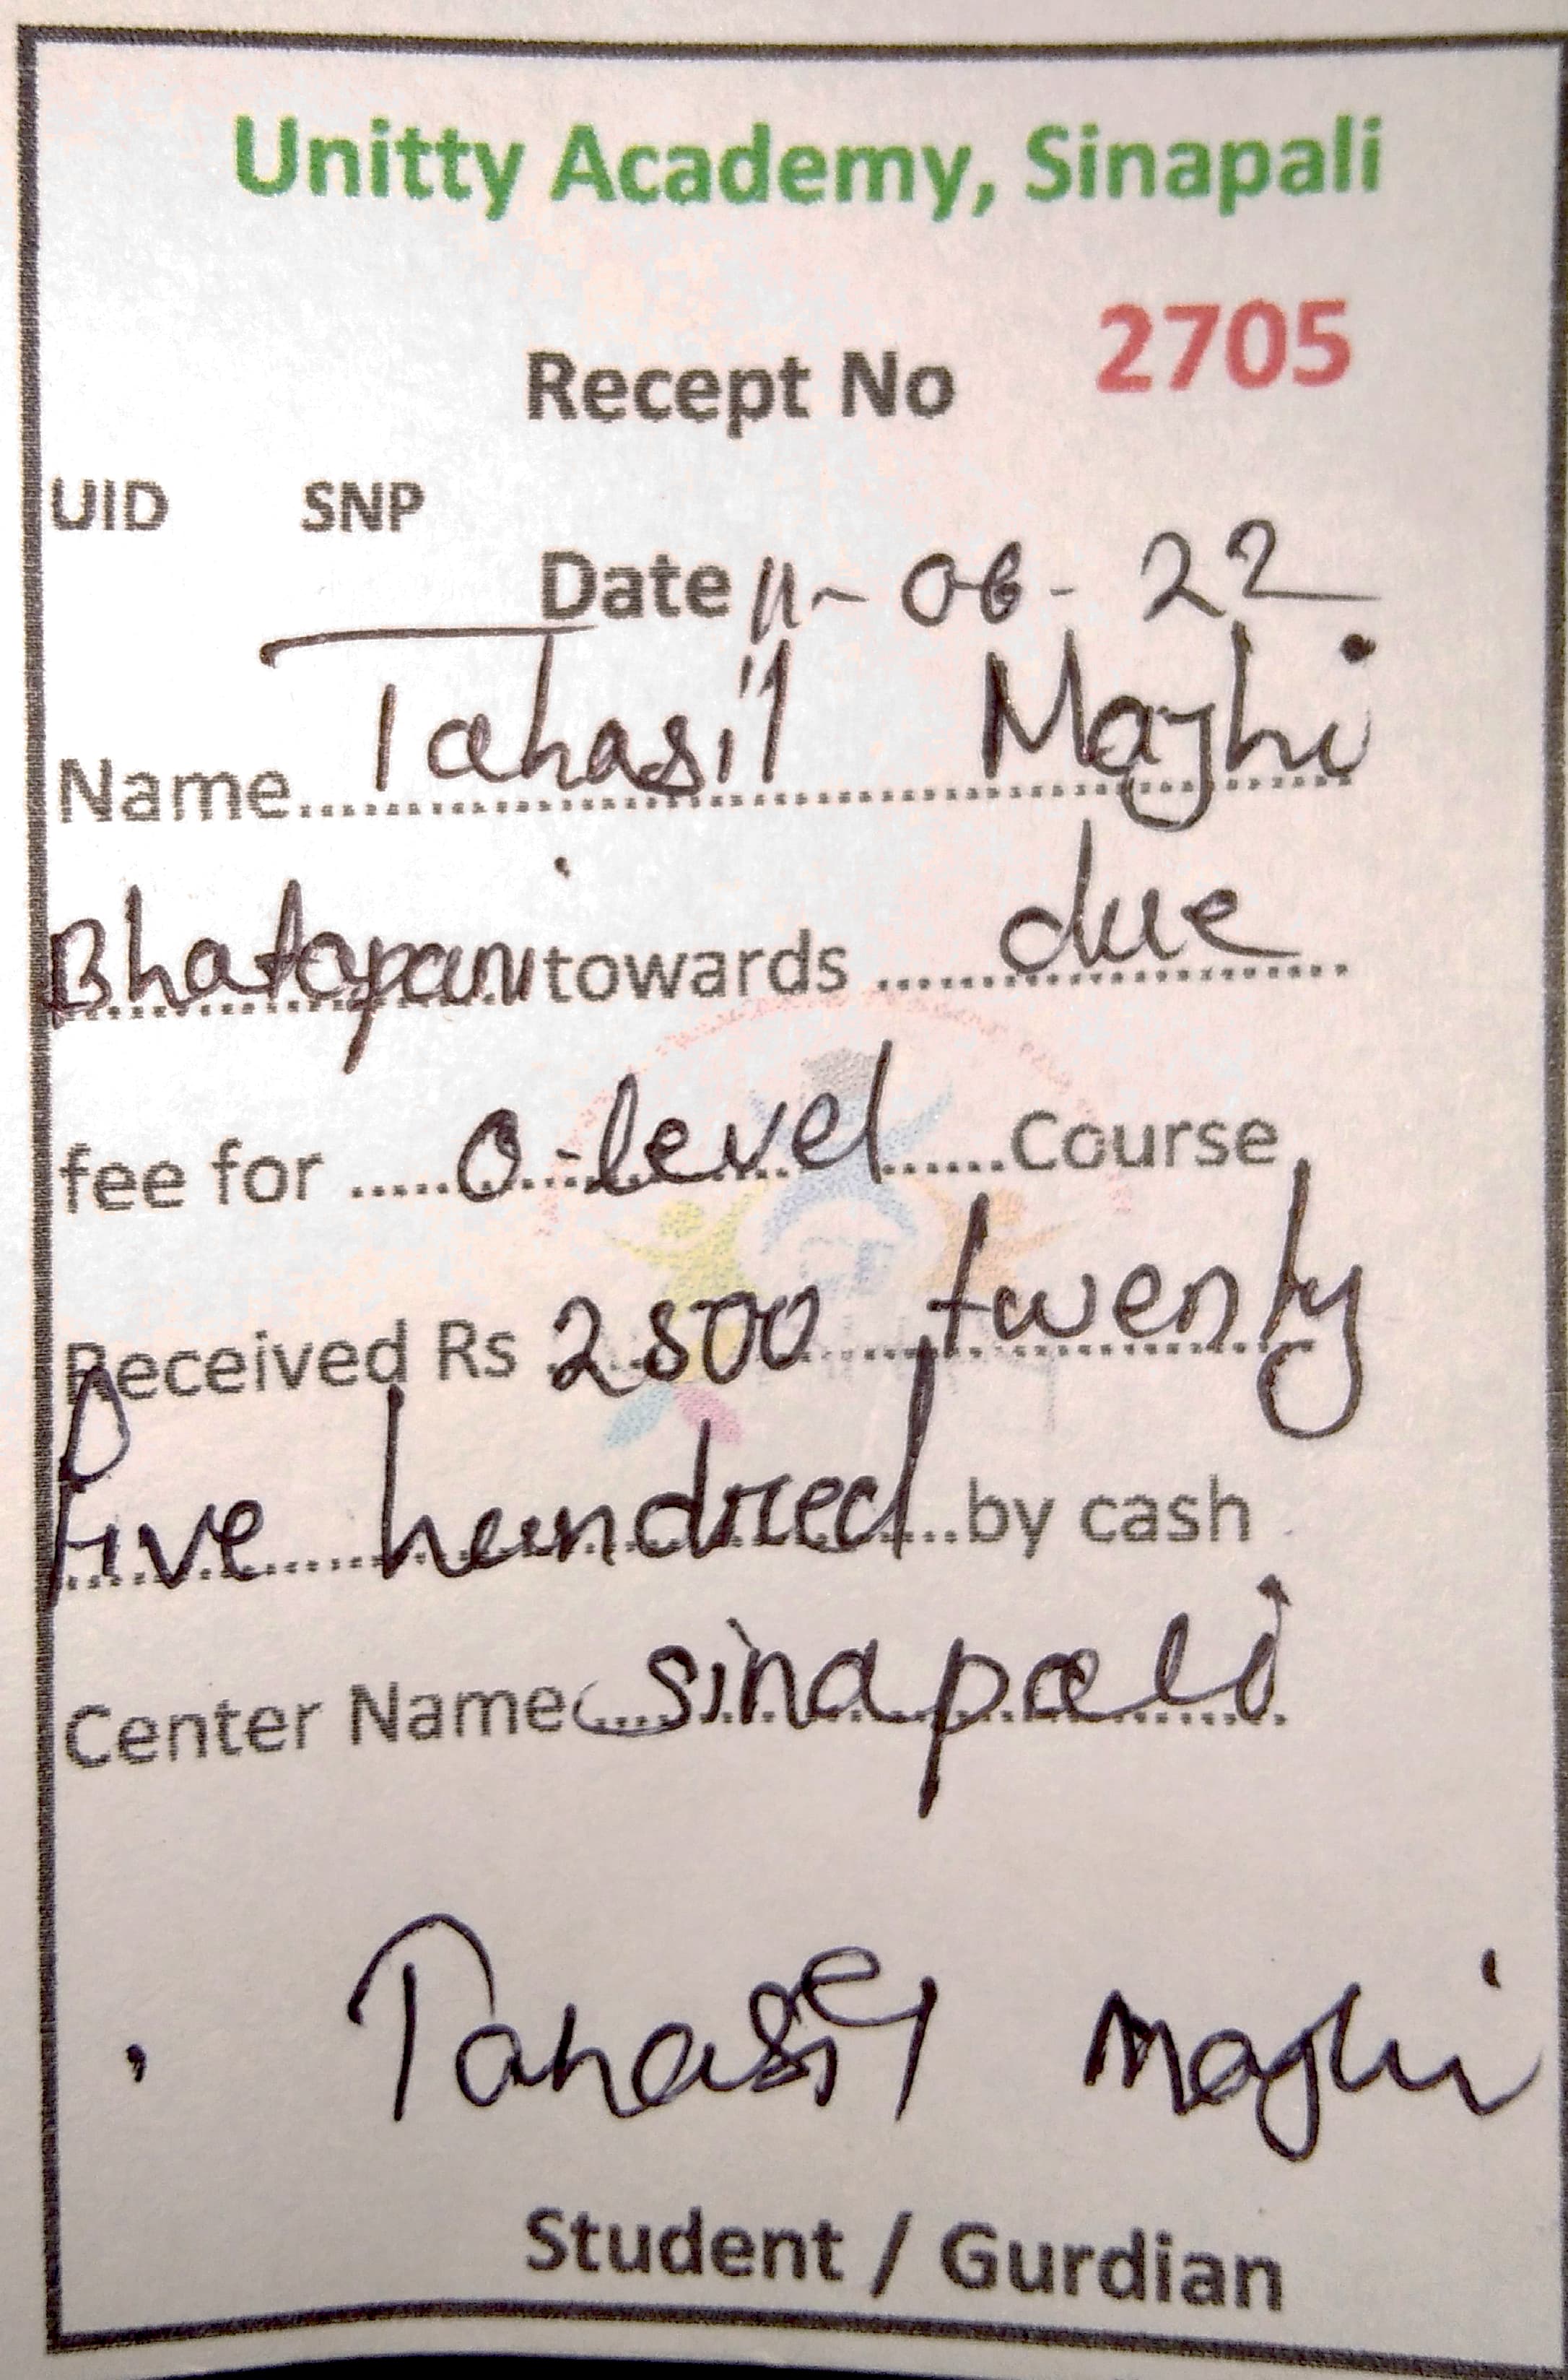 Unitty Academy, Sinapali
Recept No 2705
UID SNP
Date 11-06-22
Name Tahasil Majhi
Bhatapani towards due
fee for O-level Course
Received Rs 2500 twenty
five hundred by cash
Center Name Sinapali
Tahasil Majhi
Student / Gurdian